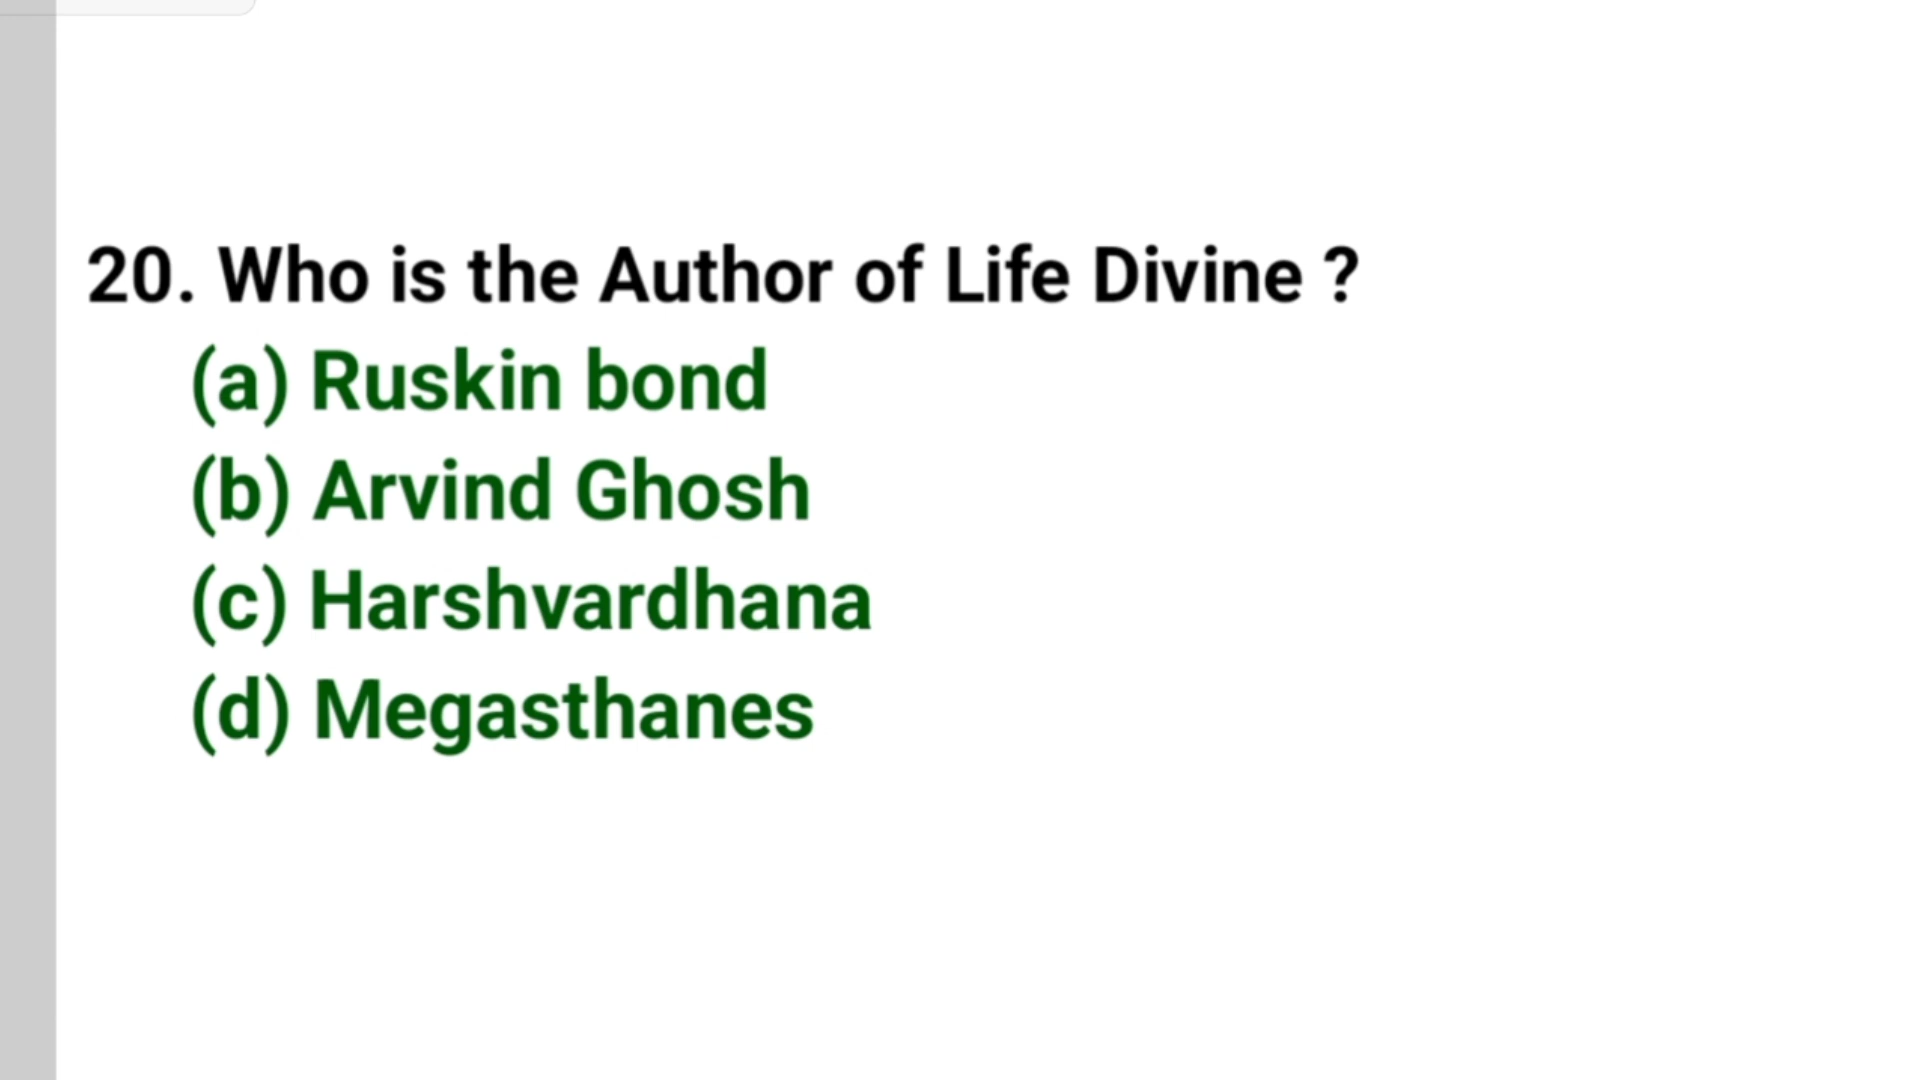 20. Who is the Author of Life Divine ?
(a) Ruskin bond
(b) Arvind Ghosh
(c) Harshvardhana
(d) Megasthanes